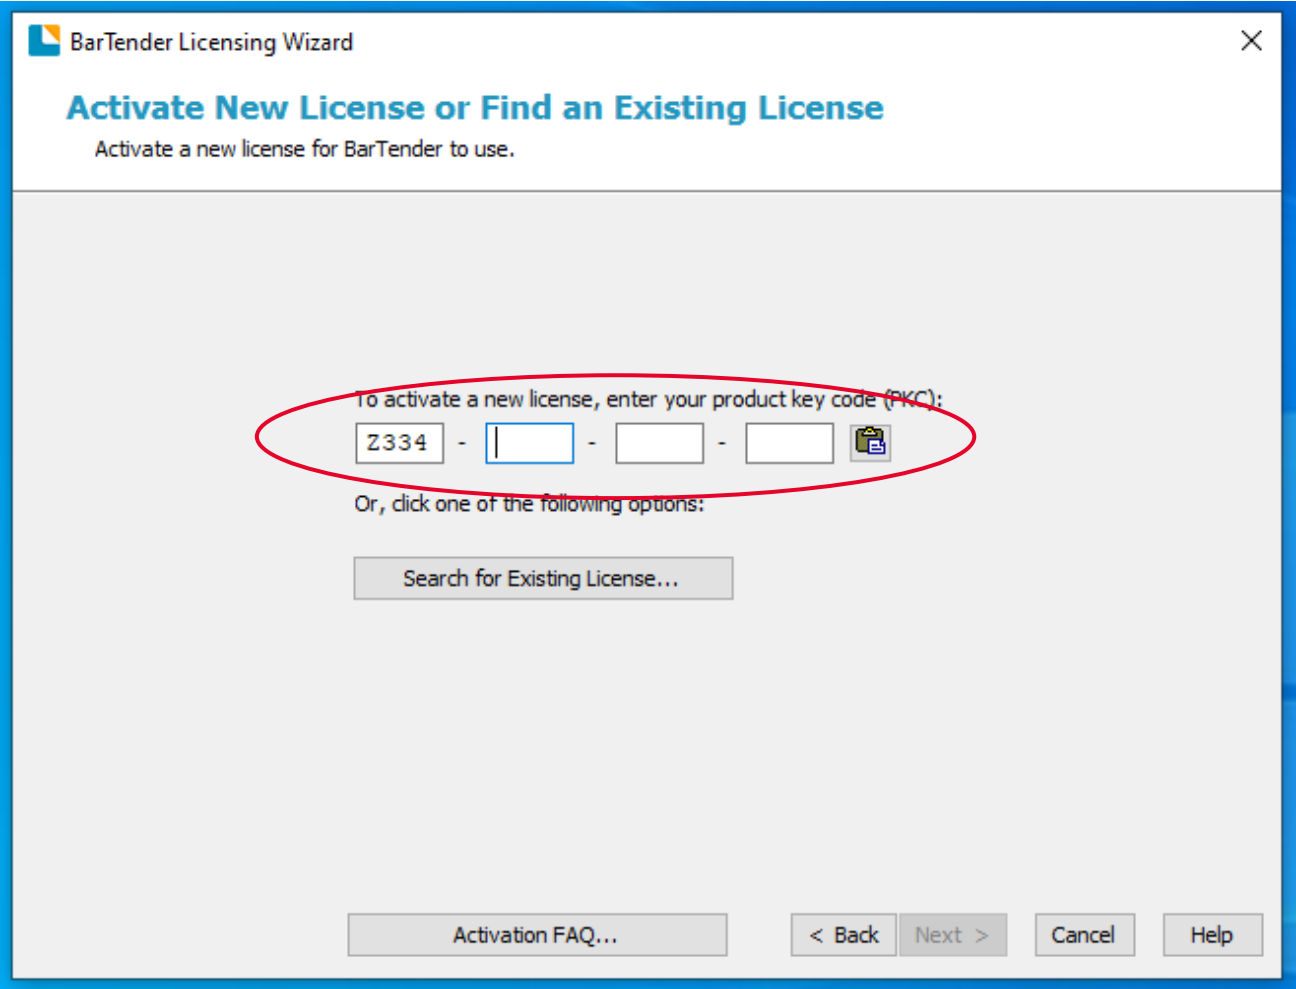 BarTender Licensing Wizard
Activate New License or Find an Existing License
Activate a new license for BarTender to use.
To activate a new license, enter your product key code (PKC):
Z334 - - -
Or, click one of the following options:
Search for Existing License...
Activation FAQ... < Back Next > Cancel Help